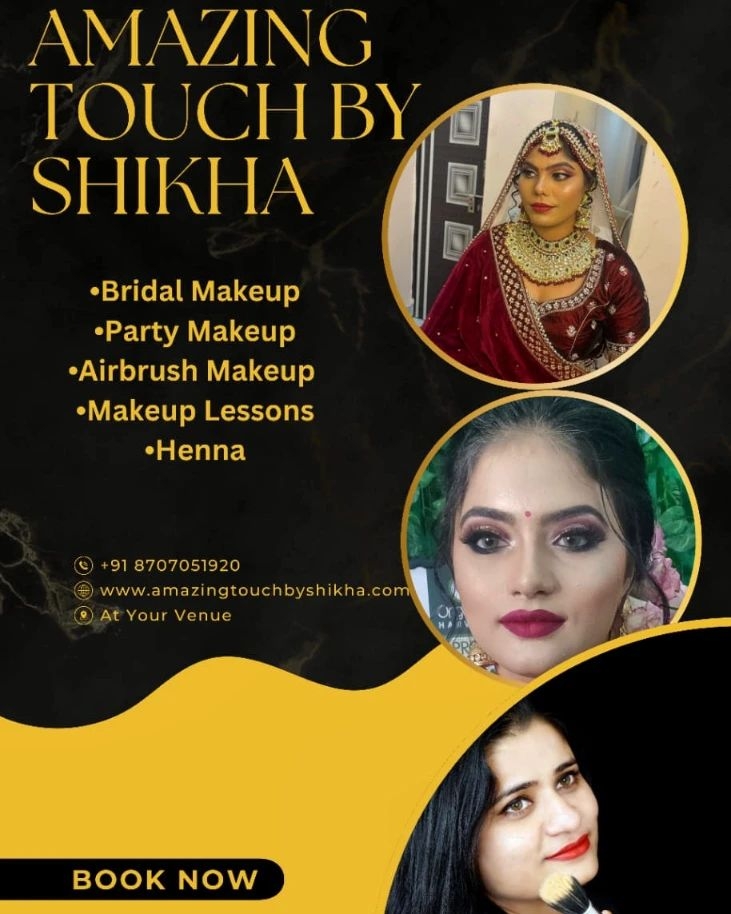 AMAZING
TOUCH BY
SHIKHA
•Bridal Makeup
•Party Makeup
•Airbrush Makeup
•Makeup Lessons
•Henna
+91 8707051920
www.amazingtouchbyshikha.com
At Your Venue
BOOK NOW